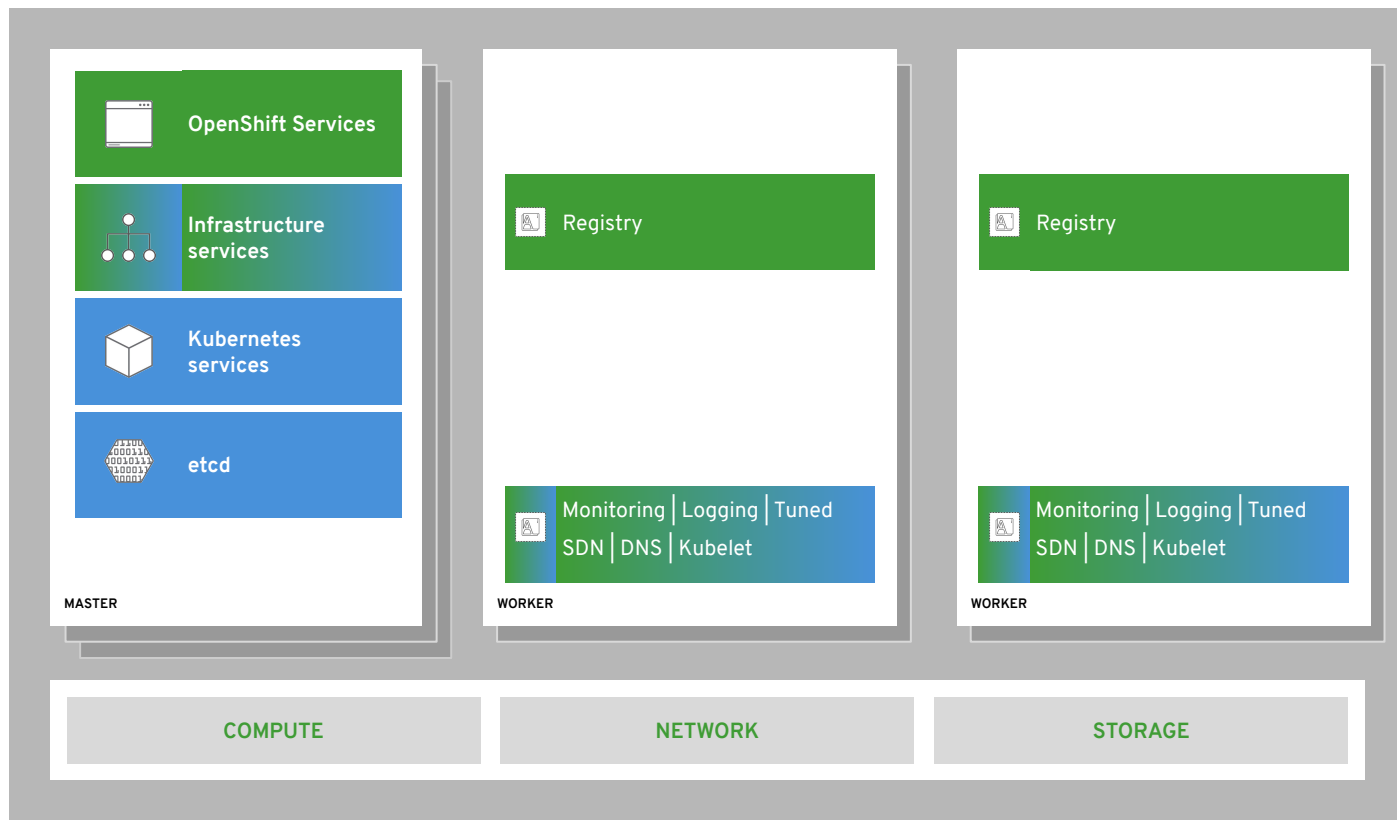 OpenShift Services
Infrastructure
services
Kubernetes
services
etcd
MASTER
Registry
Monitoring | Logging | Tuned
SDN | DNS | Kubelet
WORKER
Registry
Monitoring | Logging | Tuned
SDN | DNS | Kubelet
WORKER
COMPUTE
NETWORK
STORAGE